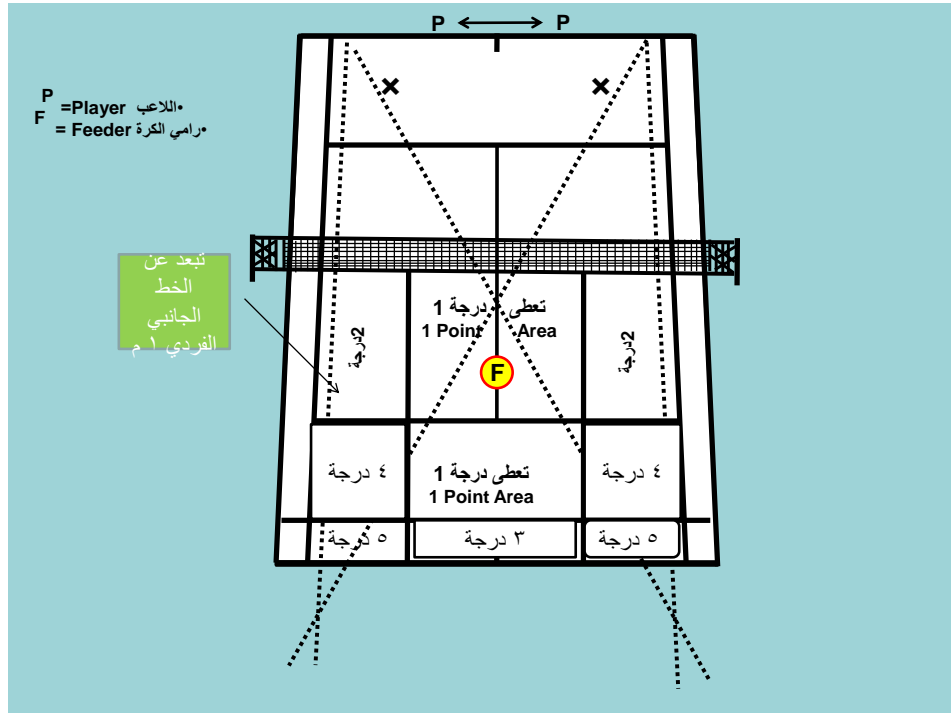 P P
•اللاعب Player= P
•رامي الكرة Feeder = F
تبعد عن
الخط
الجانبي
الفردي ١ م
تعطى درجة 1
1 Point Area
2درجة
2درجة
F
٤ درجة
تعطى درجة 1
1 Point Area
٤ درجة
٥ درجة
٣ درجة
٥ درجة